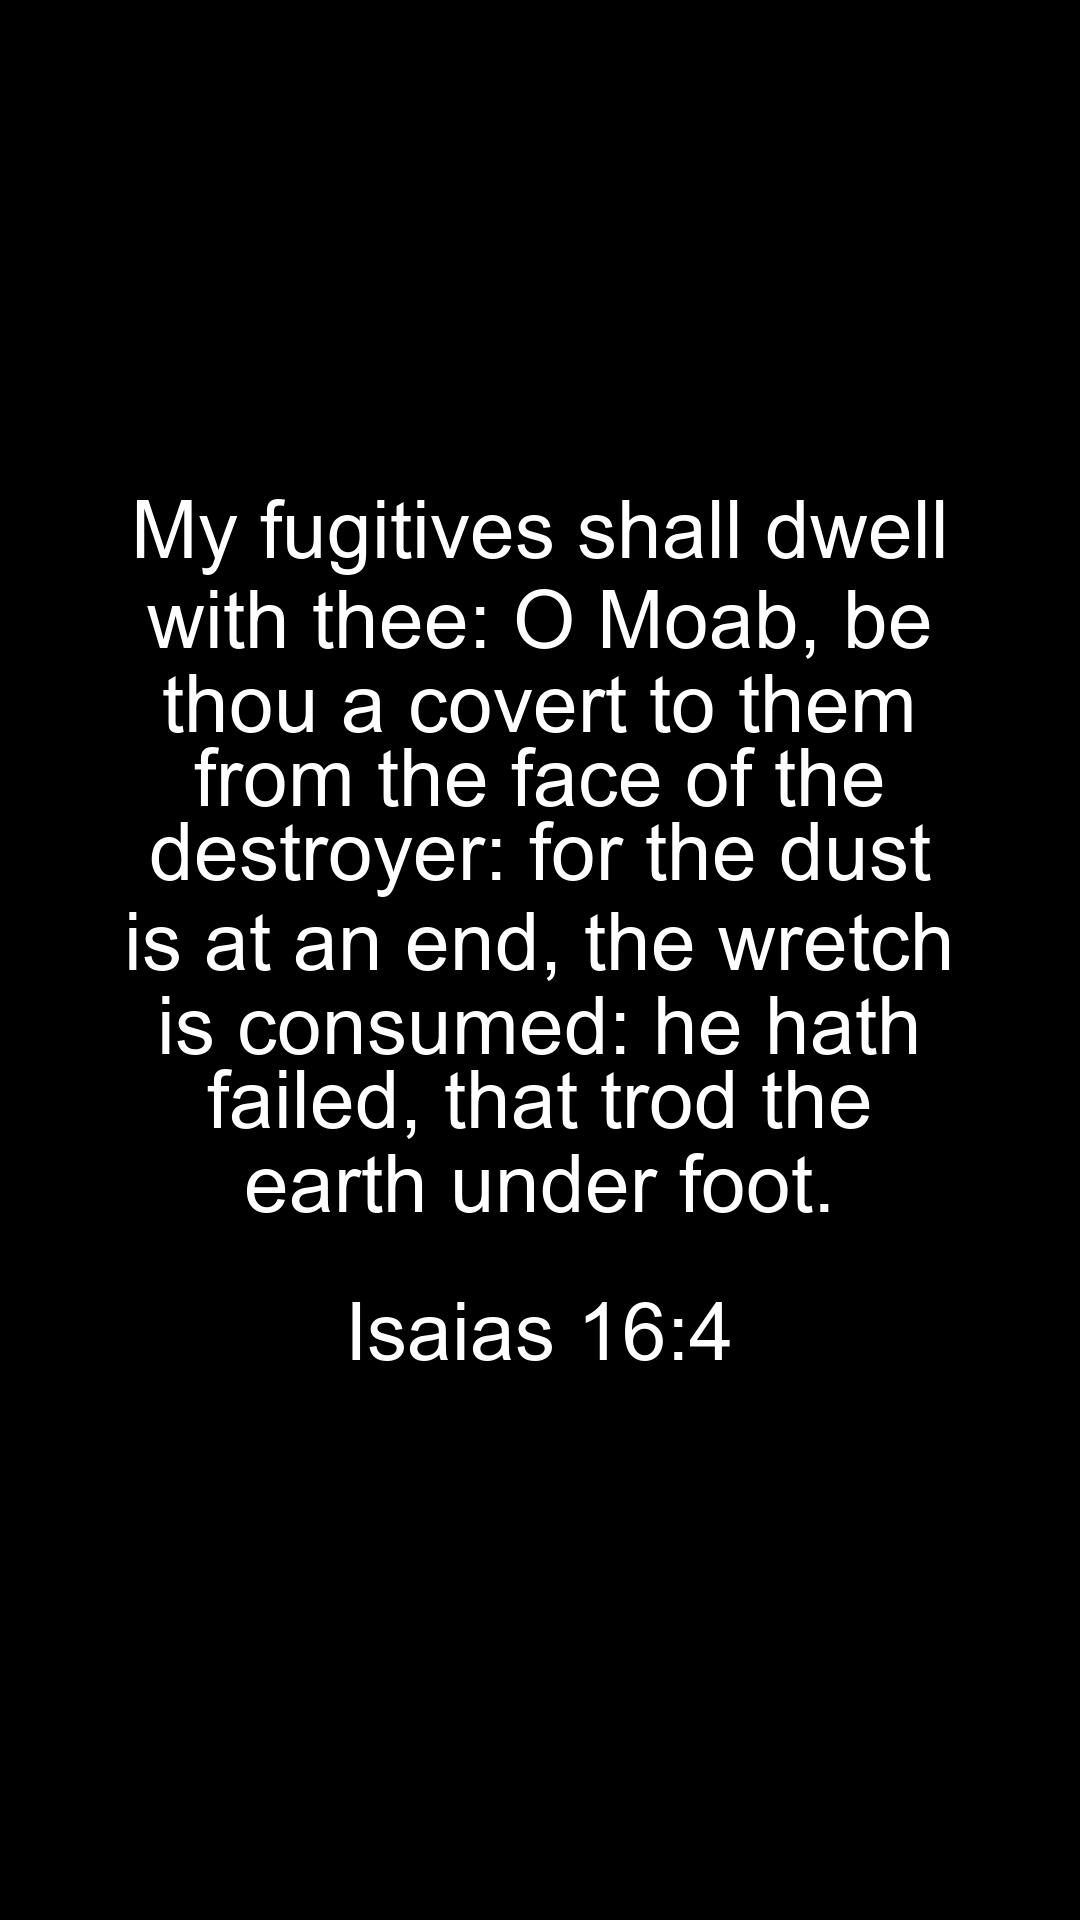 My fugitives shall dwell
with thee: O Moab, be
thou a covert to them
from the face of the
destroyer: for the dust
is at an end, the wretch
is consumed: he hath
failed, that trod the
earth under foot.
Isaias 16:4